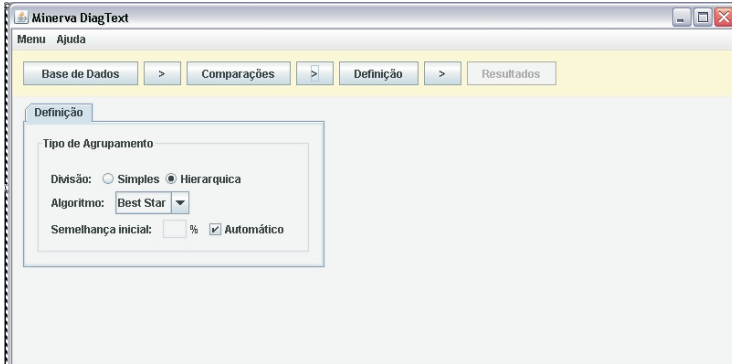 Minerva DiagText
Menu Ajuda
Base de Dados > Comparações > Definição > Resultados
Definição
Tipo de Agrupamento
Divisão: Simples Hierarquica
Algoritmo: Best Star
Semelhança inicial: % Automático